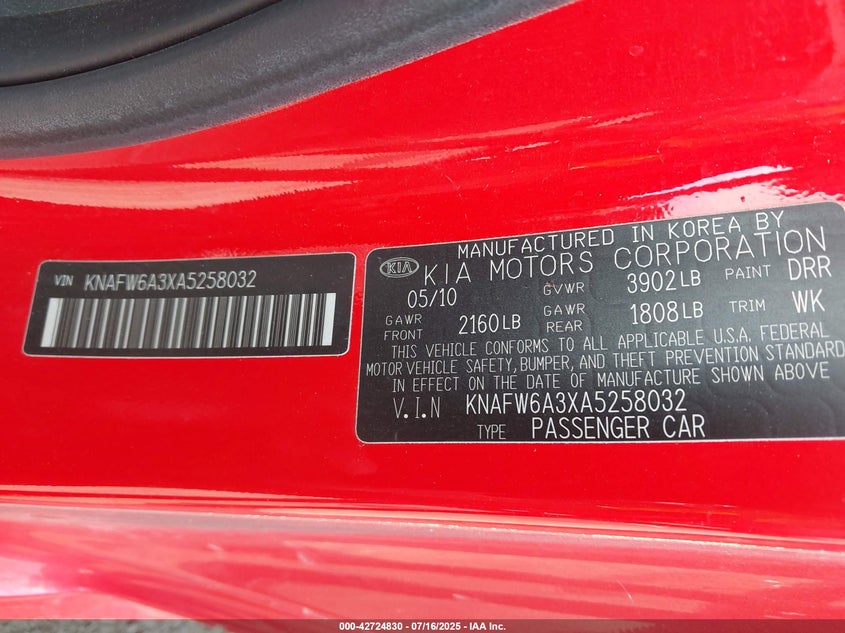 VIN KNAFW6A3XA5258032
MANUFACTURED IN KOREA BY
KIA KIA MOTORS CORPORATION
05/10 GVWR 3902LB PAINT DRR
GAWR FRONT 2160LB GAWR REAR 1808LB TRIM WK
THIS VEHICLE CONFORMS TO ALL APPLICABLE U.S.A. FEDERAL
MOTOR VEHICLE SAFETY, BUMPER, AND THEFT PREVENTION STANDARD
IN EFFECT ON THE DATE OF MANUFACTURE SHOWN ABOVE
V.I.N KNAFW6A3XA5258032
TYPE PASSENGER CAR
000-42724830 - 07/16/2025 - IAA Inc.